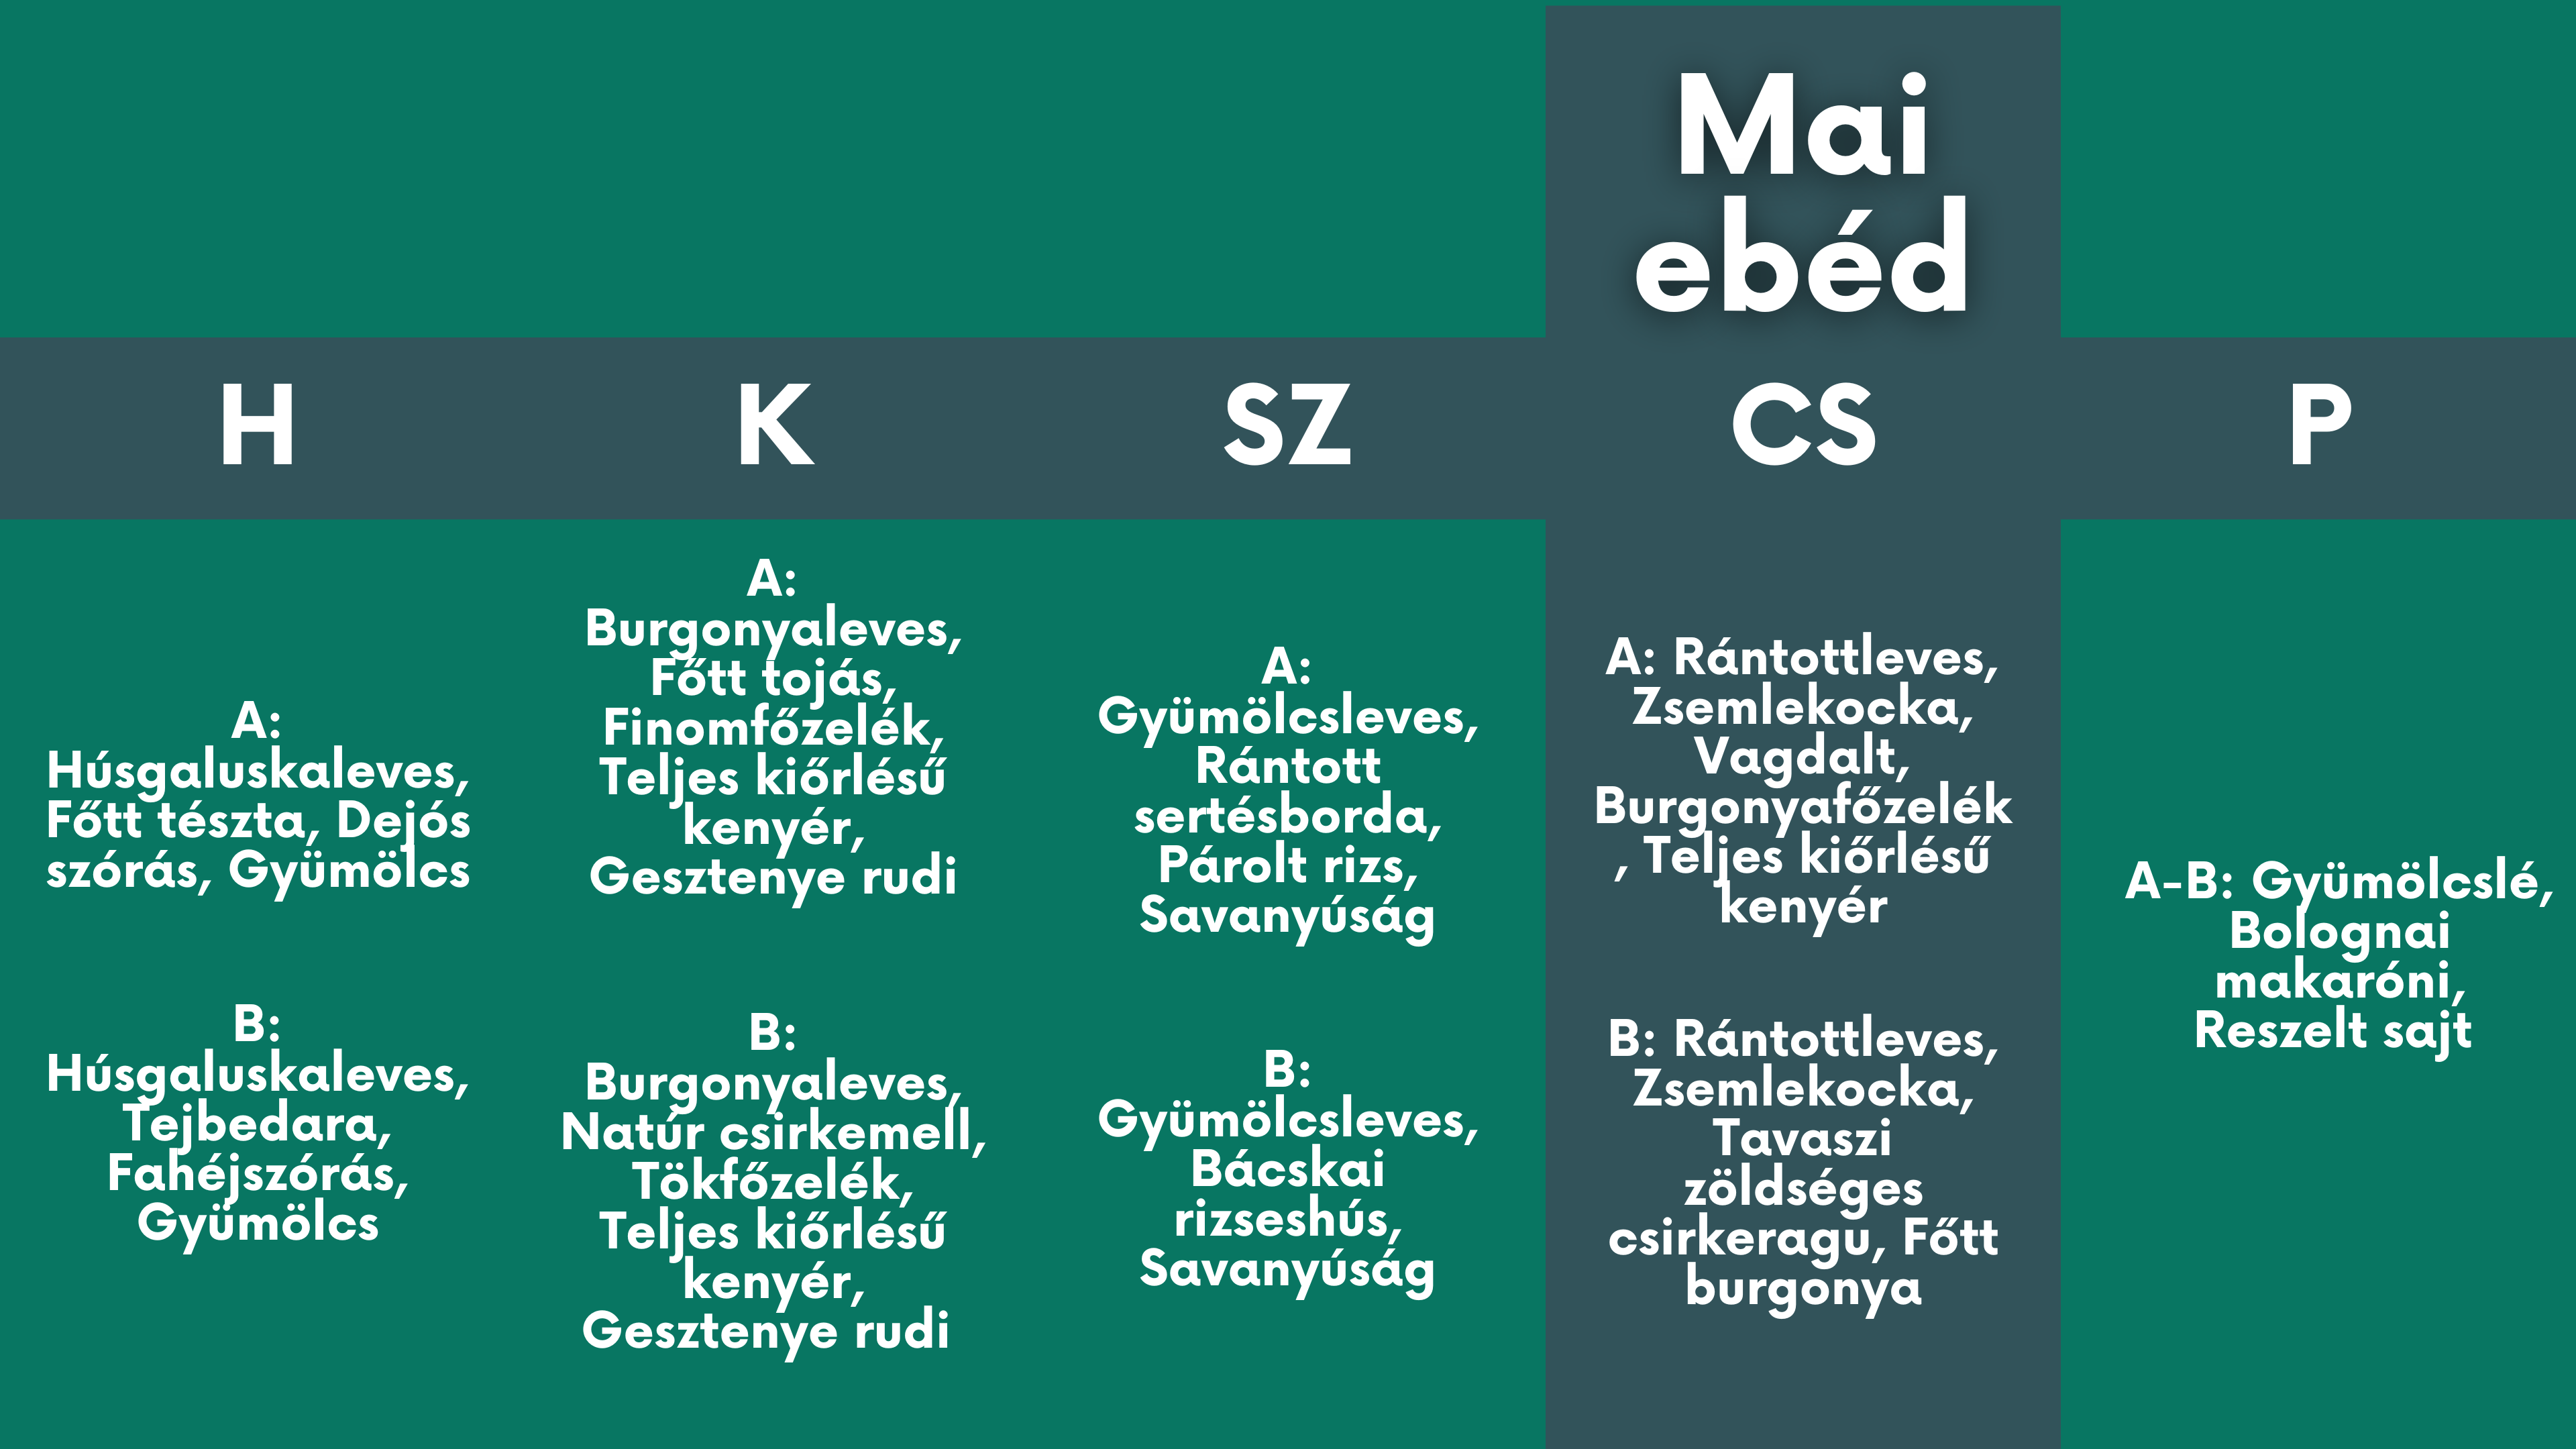 Mai
ebéd
H
K
SZ
CS
P
A:
Húsgaluskaleves,
Főtt tészta, Dejós
szórás, Gyümölcs
B:
Húsgaluskaleves,
Tejbedara,
Fahéjszórás,
Gyümölcs
A:
Burgonyaleves,
Főtt tojás,
Finomfőzelék,
Teljes kiőrlésű
kenyér,
Gesztenye rudi
B:
Burgonyaleves,
Natúr csirkemell,
Tökfőzelék,
Teljes kiőrlésű
kenyér,
Gesztenye rudi
A:
Gyümölcsleves,
Rántott
sertésborda,
Párolt rizs,
Savanyúság
B:
Gyümölcsleves,
Bácskai
rizseshús,
Savanyúság
A: Rántottleves,
Zsemlekocka,
Vagdalt,
Burgonyafőzelék
, Teljes kiőrlésű
kenyér
B: Rántottleves,
Zsemlekocka,
Tavaszi
zöldséges
csirkeragu, Főtt
burgonya
A-B: Gyümölcslé,
Bolognai
makaróni,
Reszelt sajt